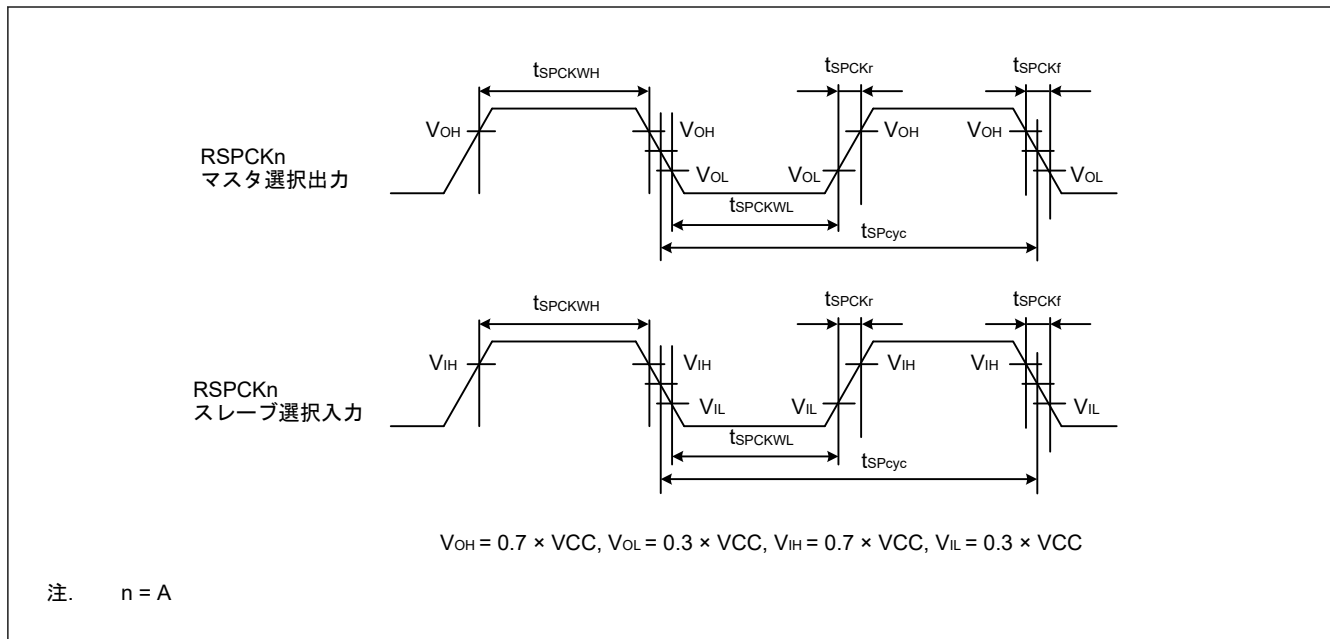 tSPCKWH
tSPCKr
tSPCKf
VOH
VOH
VOH
VOH
RSPCKn
マスタ選択出力
VOL
VOL
VOL
tSPCKWL
tSPcyc
tSPCKWH
tSPCKr
tSPCKf
VIH
VIH
VIH
VIH
RSPCKn
スレーブ選択入力
VIL
VIL
VIL
tSPCKWL
tSPcyc
VOH = 0.7 × VCC, VOL = 0.3 × VCC, VIH = 0.7 × VCC, VIL = 0.3 × VCC
注. n = A